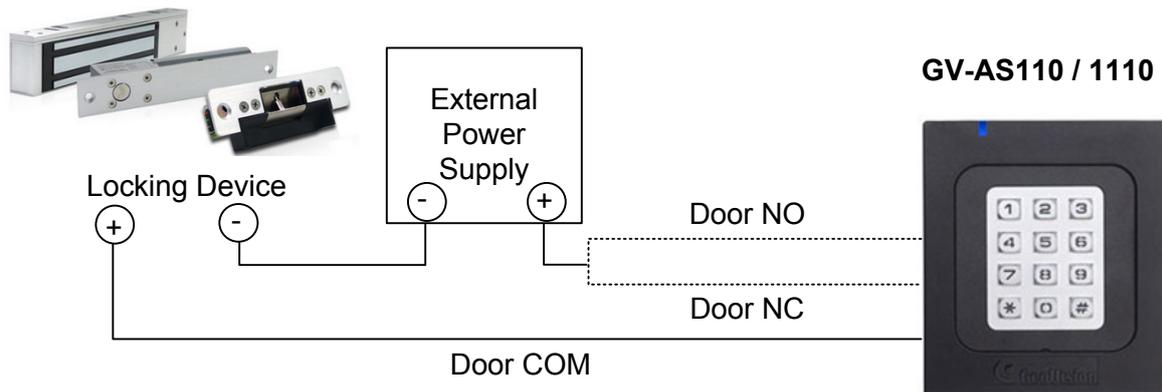 GV-AS110 / 1110
External
Power
Supply
Locking Device
+
-
-
+
Door NO
1 2 3
4 5 6
7 8 9
* 0 #
Door NC
Door COM
GeoVision